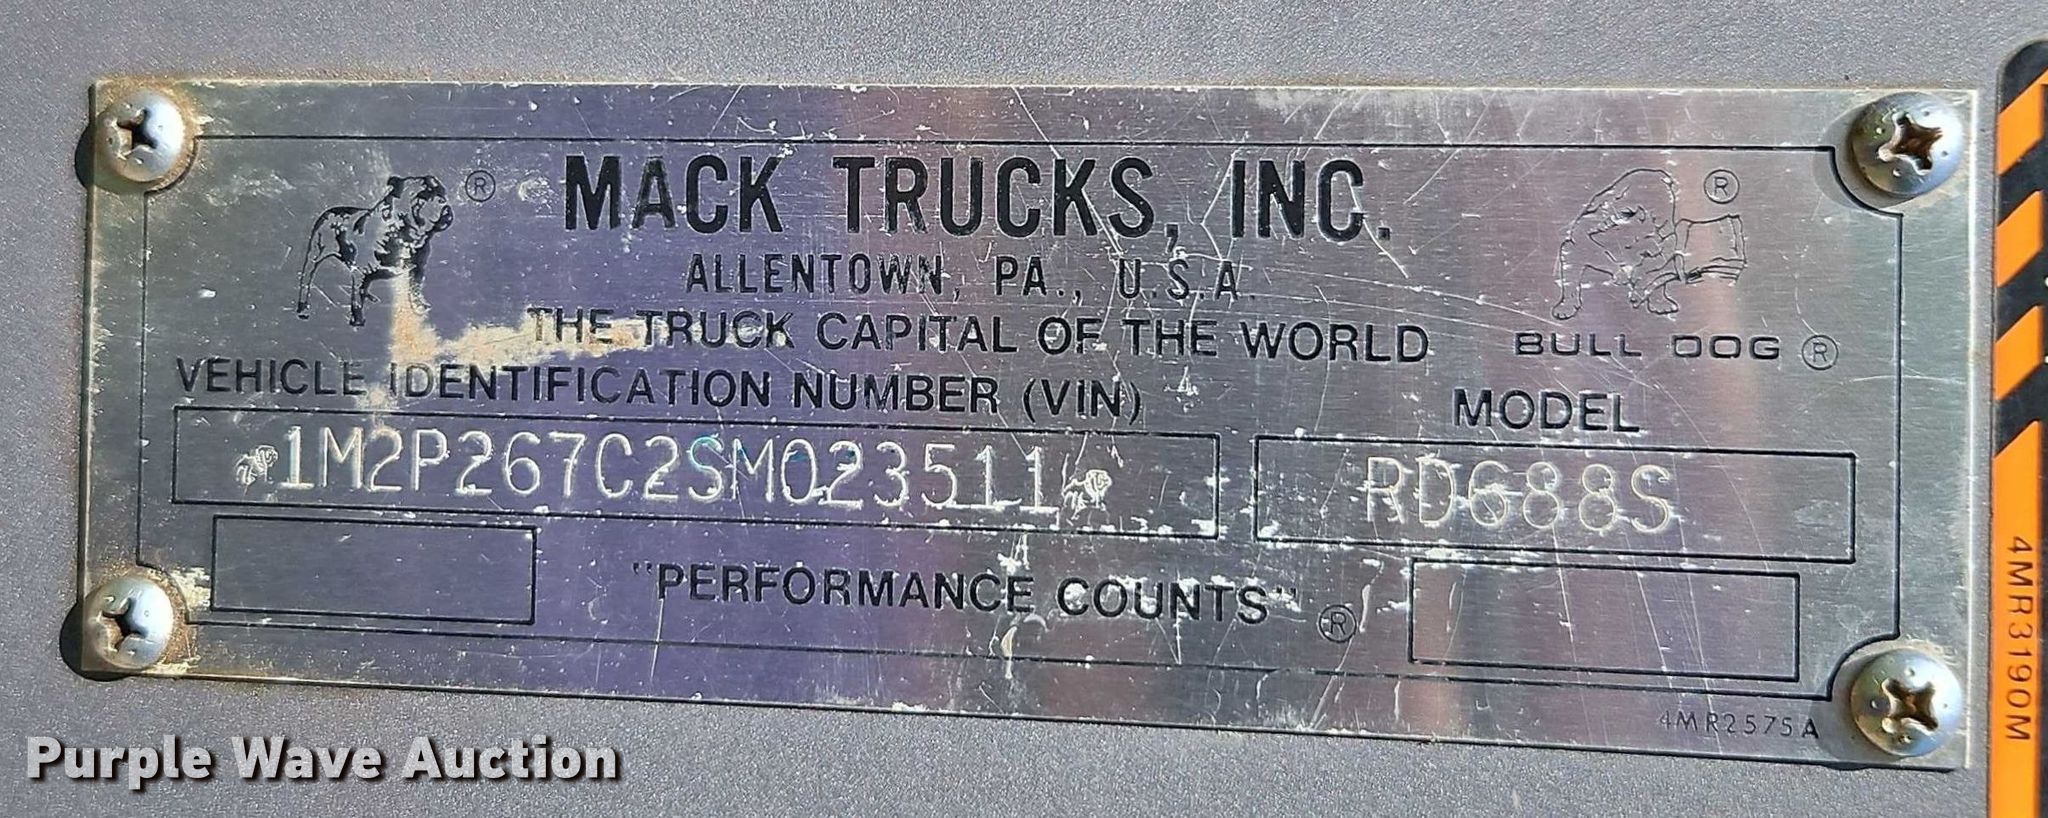 ® MACK TRUCKS, INC. ®
ALLENTOWN, PA., U.S.A.
THE TRUCK CAPITAL OF THE WORLD
BULL DOG ®
VEHICLE IDENTIFICATION NUMBER (VIN)
MODEL
1M2P267C2SM023511
RD688S
"PERFORMANCE COUNTS" ®
4MR2575A
4MR3190M
Purple Wave Auction